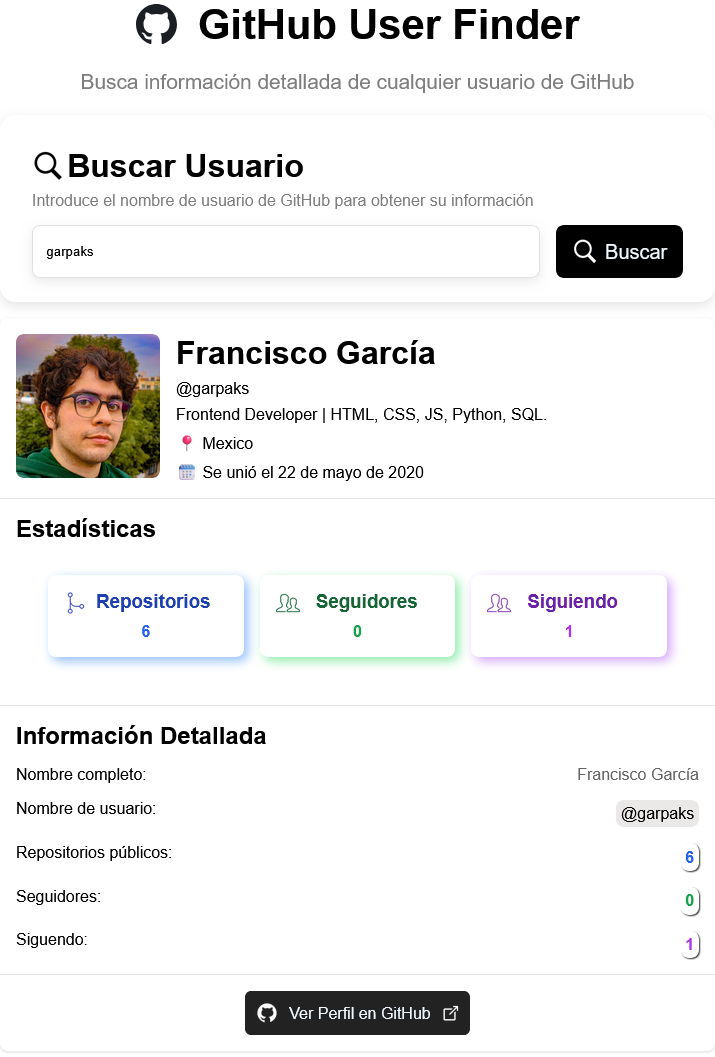 GitHub User Finder
Busca información detallada de cualquier usuario de GitHub
Buscar Usuario
Introduce el nombre de usuario de GitHub para obtener su información
garpaks
Buscar
Francisco García
@garpaks
Frontend Developer | HTML, CSS, JS, Python, SQL.
Mexico
Se unió el 22 de mayo de 2020
Estadísticas
Repositorios
6
Seguidores
0
Siguiendo
1
Información Detallada
Nombre completo: Francisco García
Nombre de usuario: @garpaks
Repositorios públicos: 6
Seguidores: 0
Siguendo: 1
Ver Perfil en GitHub